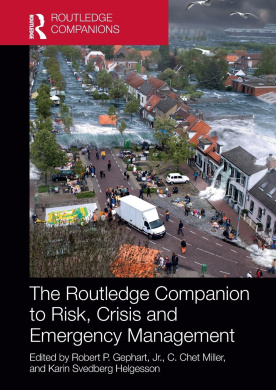 ROUTLEDGE
COMPANIONS
The Routledge Companion
to Risk, Crisis and
Emergency Management
Edited by Robert P. Gephart, Jr., C. Chet Miller,
and Karin Svedberg Helgesson